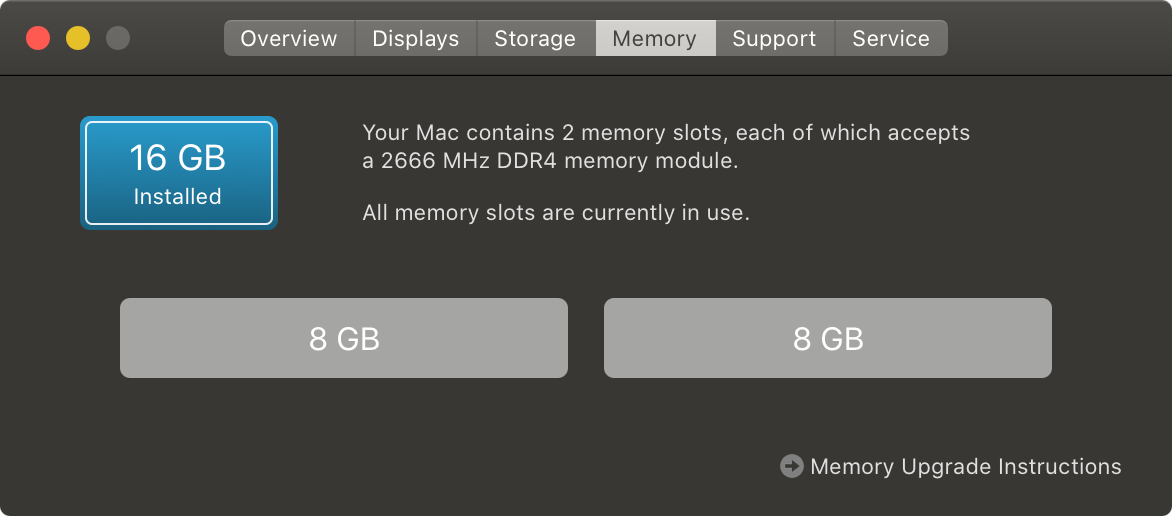 Overview Displays Storage Memory Support Service
16 GB
Installed
Your Mac contains 2 memory slots, each of which accepts
a 2666 MHz DDR4 memory module.
All memory slots are currently in use.
8 GB 8 GB
Memory Upgrade Instructions